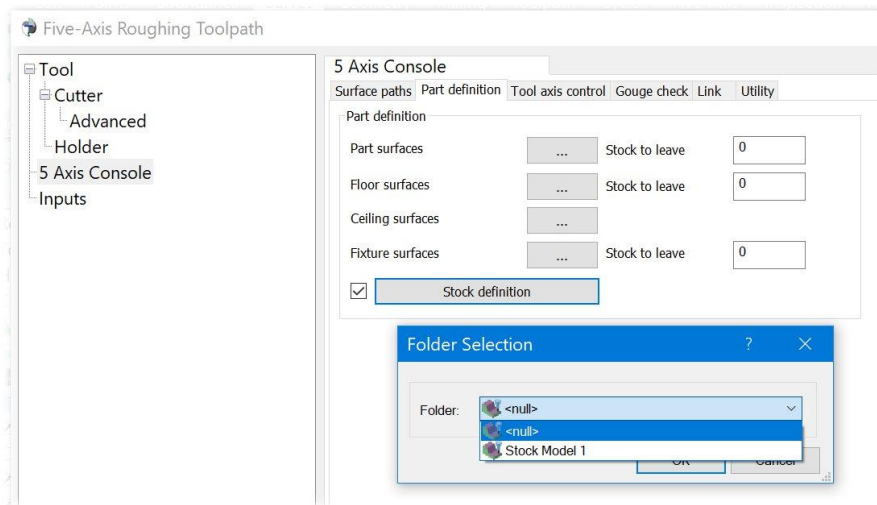 Five-Axis Roughing Toolpath
Tool
Cutter
Advanced
Holder
5 Axis Console
Inputs
5 Axis Console
Surface paths Part definition Tool axis control Gouge check Link Utility
Part definition
Part surfaces ... Stock to leave 0
Floor surfaces ... Stock to leave 0
Ceiling surfaces ...
Fixture surfaces ... Stock to leave 0
Stock definition
Folder Selection ? ×
Folder: <null>
<null>
Stock Model 1
OK Cancel